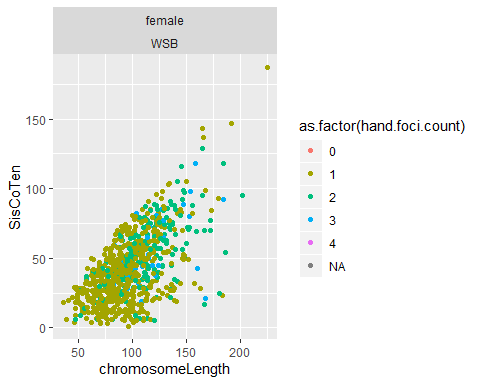 female
WSB
SisCoTen
150
100
50
0
50
100
150
200
chromosomeLength
as.factor(hand.foci.count)
0
1
2
3
4
NA